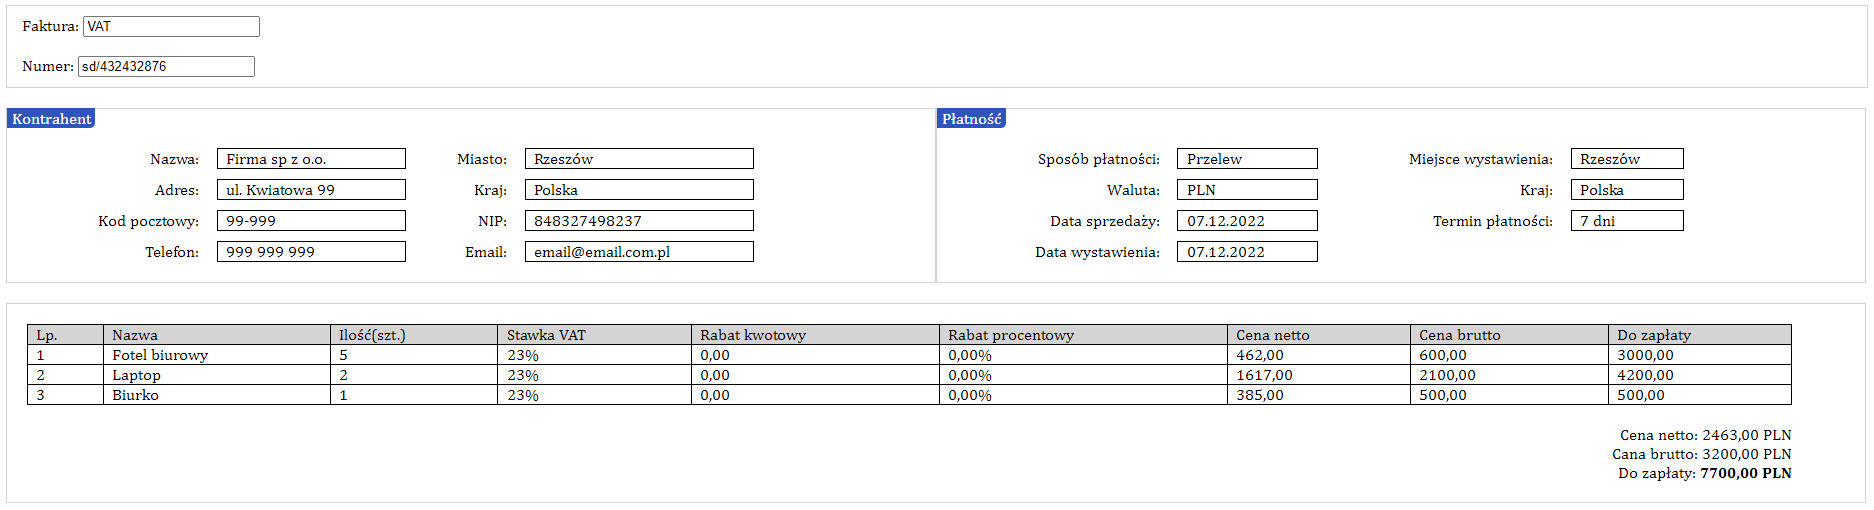 Faktura: VAT
Numer: sd/432432876
Kontrahent
Nazwa: Firma sp z o.o. Miasto: Rzeszów
Adres: ul. Kwiatowa 99 Kraj: Polska
Kod pocztowy: 99-999 NIP: 848327498237
Telefon: 999 999 999 Email: email@email.com.pl
Płatność
Sposób płatności: Przelew Miejsce wystawienia: Rzeszów
Waluta: PLN Kraj: Polska
Data sprzedaży: 07.12.2022 Termin płatności: 7 dni
Data wystawienia: 07.12.2022
Lp. Nazwa Ilość(szt.) Stawka VAT Rabat kwotowy Rabat procentowy Cena netto Cena brutto Do zapłaty
1 Fotel biurowy 5 23% 0,00 0,00% 462,00 600,00 3000,00
2 Laptop 2 23% 0,00 0,00% 1617,00 2100,00 4200,00
3 Biurko 1 23% 0,00 0,00% 385,00 500,00 500,00
Cena netto: 2463,00 PLN
Cana brutto: 3200,00 PLN
Do zapłaty: 7700,00 PLN